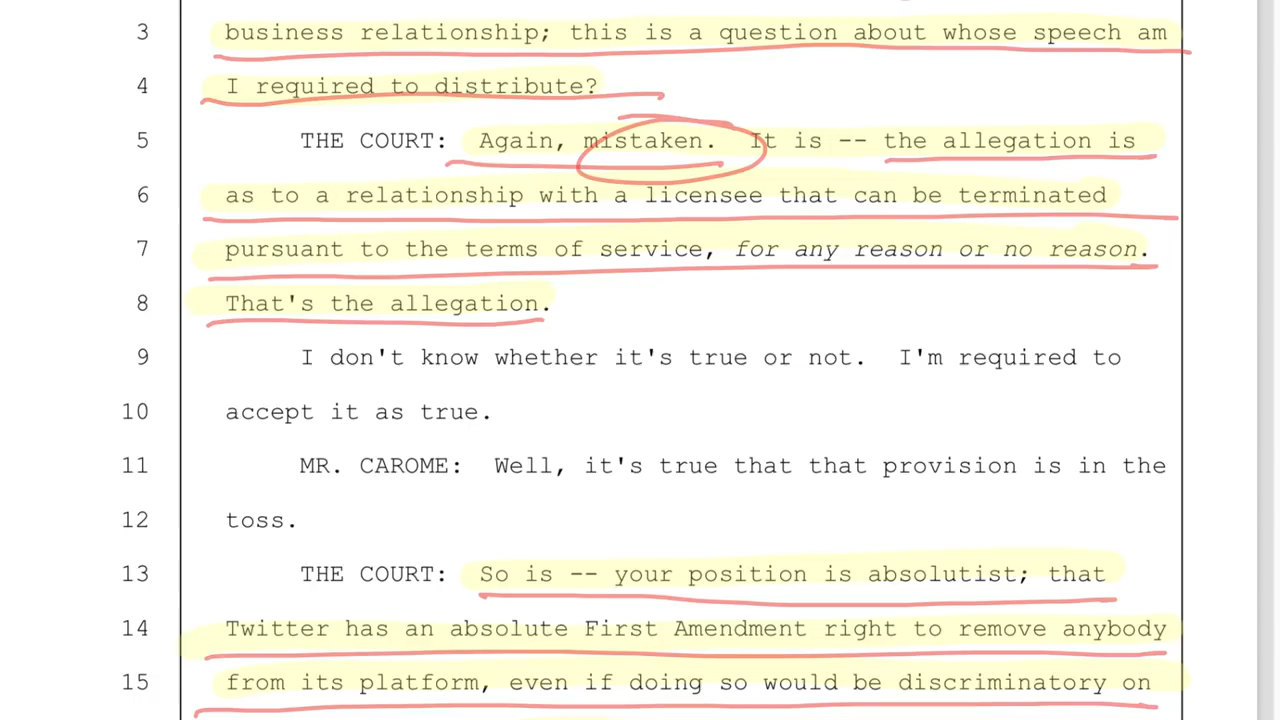 3 business relationship; this is a question about whose speech am
4 I required to distribute?
5 THE COURT: Again, mistaken. It is -- the allegation is
6 as to a relationship with a licensee that can be terminated
7 pursuant to the terms of service, for any reason or no reason.
8 That's the allegation.
9 I don't know whether it's true or not. I'm required to
10 accept it as true.
11 MR. CAROME: Well, it's true that that provision is in the
12 toss.
13 THE COURT: So is -- your position is absolutist; that
14 Twitter has an absolute First Amendment right to remove anybody
15 from its platform, even if doing so would be discriminatory on